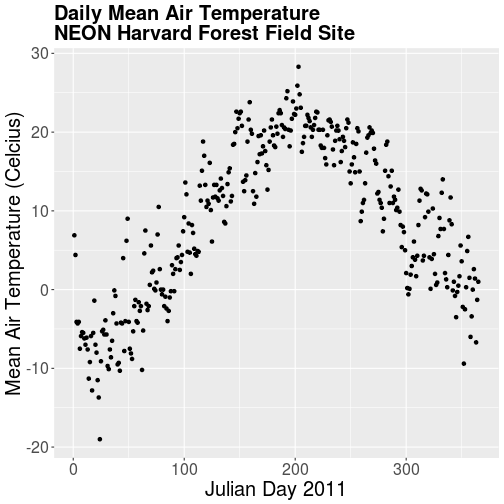 Daily Mean Air Temperature
NEON Harvard Forest Field Site
Mean Air Temperature (Celcius)
30
20
10
0
-10
-20
0 100 200 300
Julian Day 2011